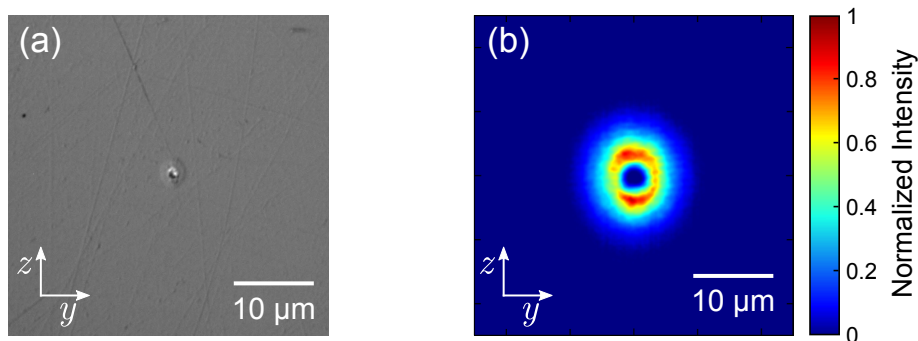 (a)
z
y
10 μm
(b)
z
y
10 μm
1
0.8
0.6
0.4
0.2
0
Normalized Intensity